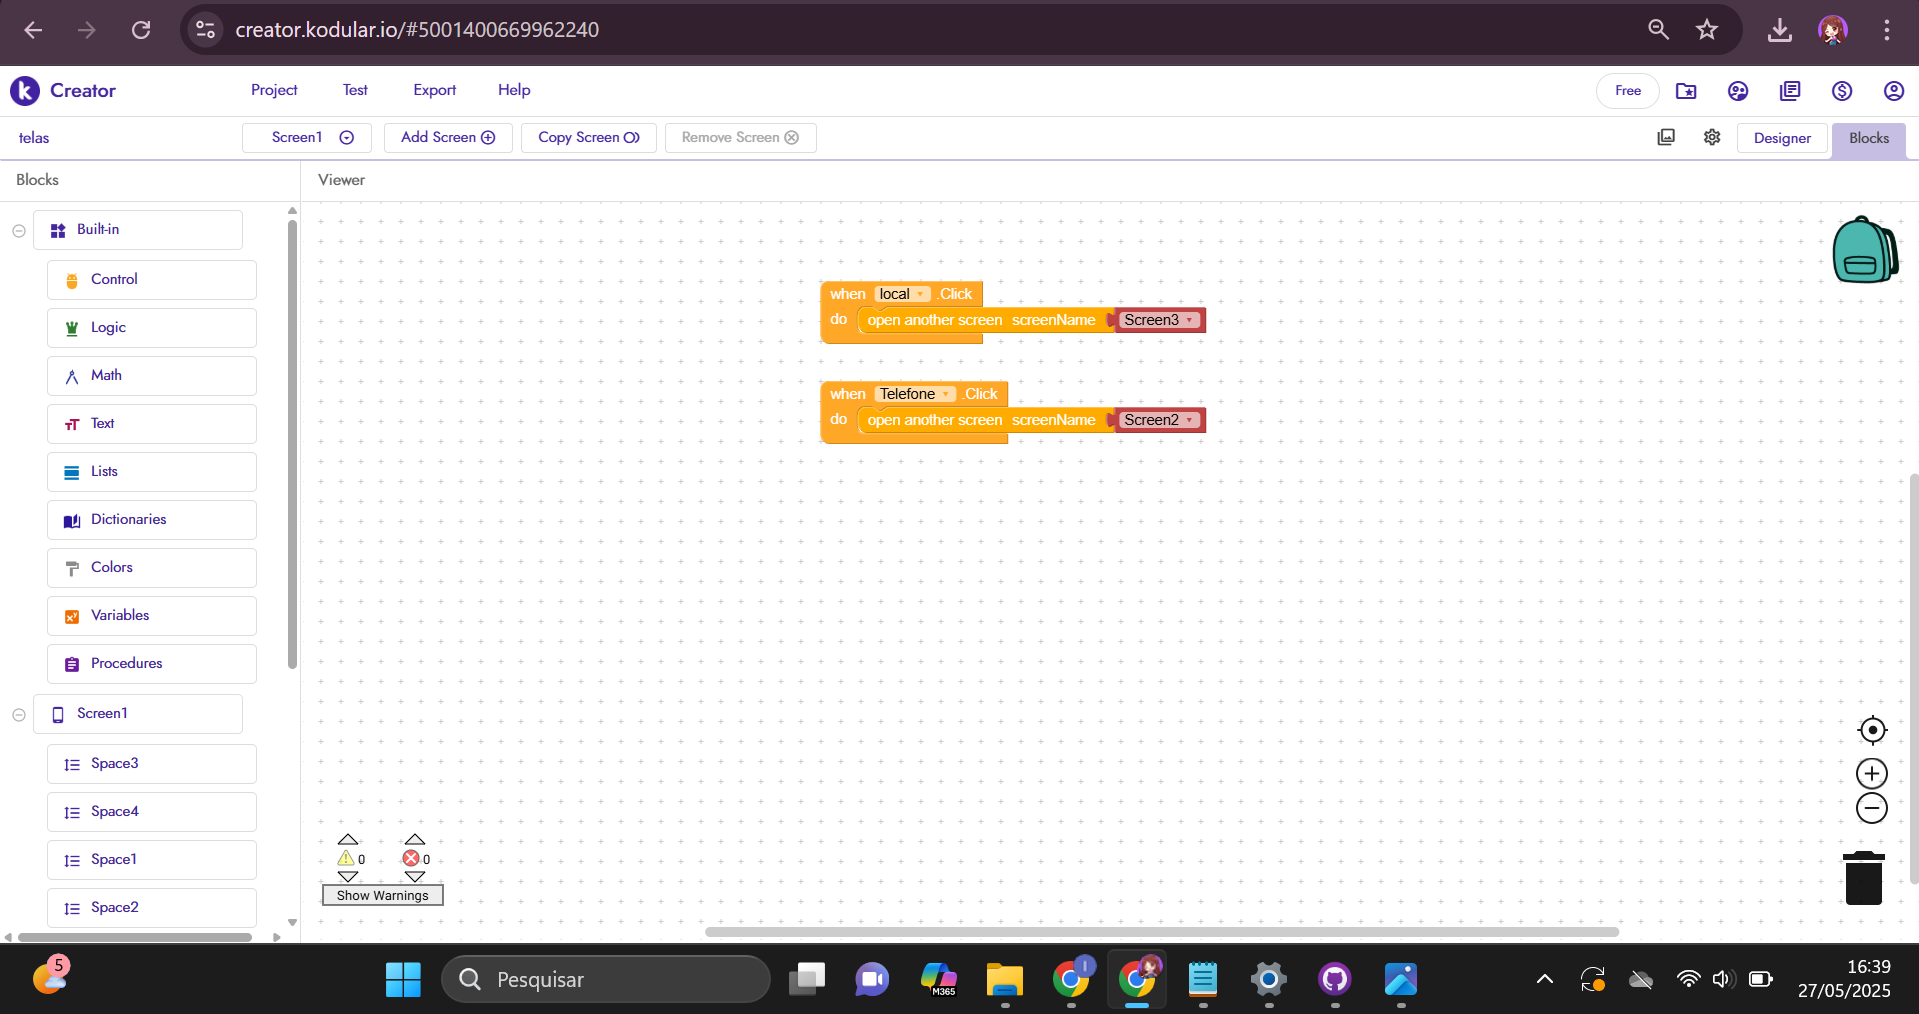 creator.kodular.io/#5001400669962240
Creator
Project Test Export Help
Free
telas
Screen1 Add Screen Copy Screen Remove Screen
Designer Blocks
Blocks
Viewer
Built-in
Control
Logic
Math
Text
Lists
Dictionaries
Colors
Variables
Procedures
Screen1
Space3
Space4
Space1
Space2
when local .Click
do open another screen screenName Screen3
when Telefone .Click
do open another screen screenName Screen2
0 0
Show Warnings
5
Pesquisar
M365
I
16:39
27/05/2025